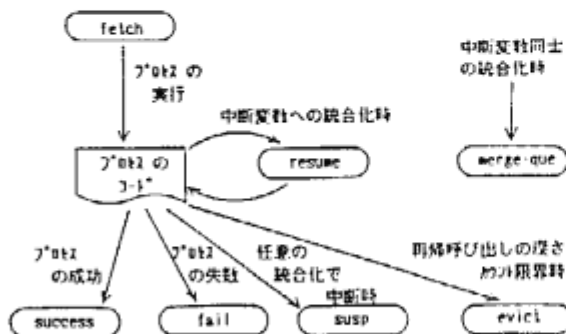 fetch
プロセス の
実行
中断変数同士
の統合化時
中断変数への統合化時
プロセス の
コード
resume
merge-que
プロセス
の成功
プロセス
の失敗
任意の
統合化で
中断時
再帰呼び出しの深さ
カウント限界時
success
fail
susp
evict